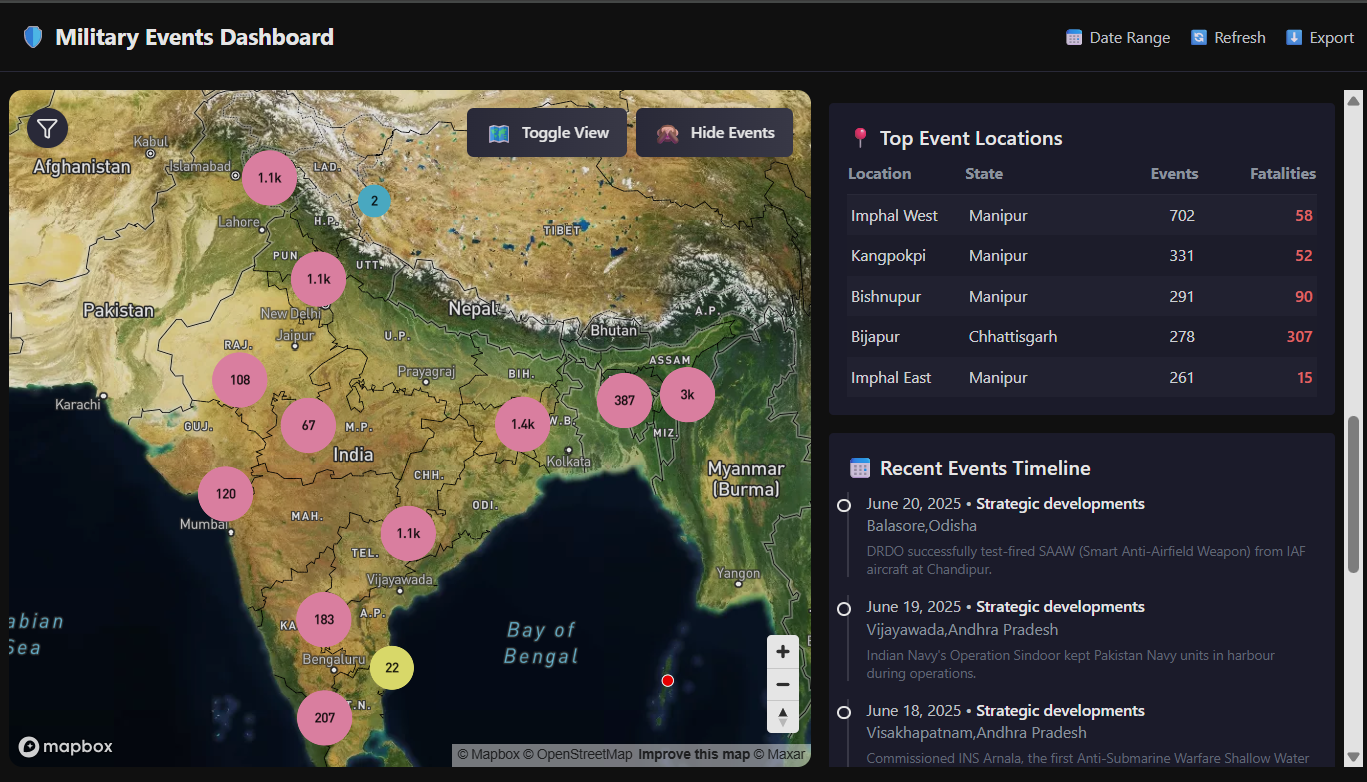 Military Events Dashboard
Date Range Refresh Export
Toggle View Hide Events
Kabul
Afghanistan
Islamabad
1.1k
LAD.
2
H.P.
Lahore
TIBET
PUN
UTT.
1.1k
Pakistan
New Delhi
Nepal
A.P.
Jaipur
U.P.
Bhutan
RAJ.
ASSAM
Prayagraj
BIH.
108
387
3k
Karachi
67
1.4k
W.B.
GUJ.
M.P.
MIZ.
India
Kolkata
CHH.
Myanmar
(Burma)
120
ODI.
MAH.
Mumbai
1.1k
TEL.
Yangon
Vijayawada
abian
Sea
183
A.P.
KA
Bay of
Bengal
Bengaluru
22
T.N.
207
mapbox
© Mapbox © OpenStreetMap Improve this map © Maxar
Top Event Locations
Location State Events Fatalities
Imphal West Manipur 702 58
Kangpokpi Manipur 331 52
Bishnupur Manipur 291 90
Bijapur Chhattisgarh 278 307
Imphal East Manipur 261 15
Recent Events Timeline
June 20, 2025 • Strategic developments
Balasore,Odisha
DRDO successfully test-fired SAAW (Smart Anti-Airfield Weapon) from IAF
aircraft at Chandipur.
June 19, 2025 • Strategic developments
Vijayawada,Andhra Pradesh
Indian Navy's Operation Sindoor kept Pakistan Navy units in harbour
during operations.
June 18, 2025 • Strategic developments
Visakhapatnam,Andhra Pradesh
Commissioned INS Arnala, the first Anti-Submarine Warfare Shallow Water